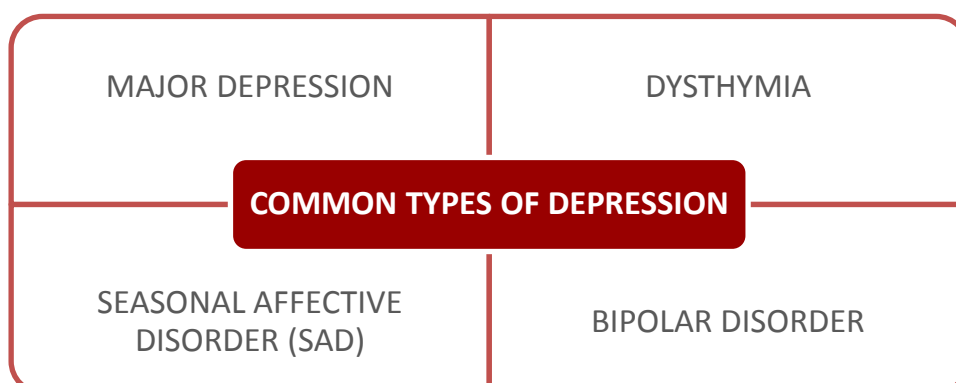 MAJOR DEPRESSION
DYSTHYMIA
COMMON TYPES OF DEPRESSION
SEASONAL AFFECTIVE
DISORDER (SAD)
BIPOLAR DISORDER